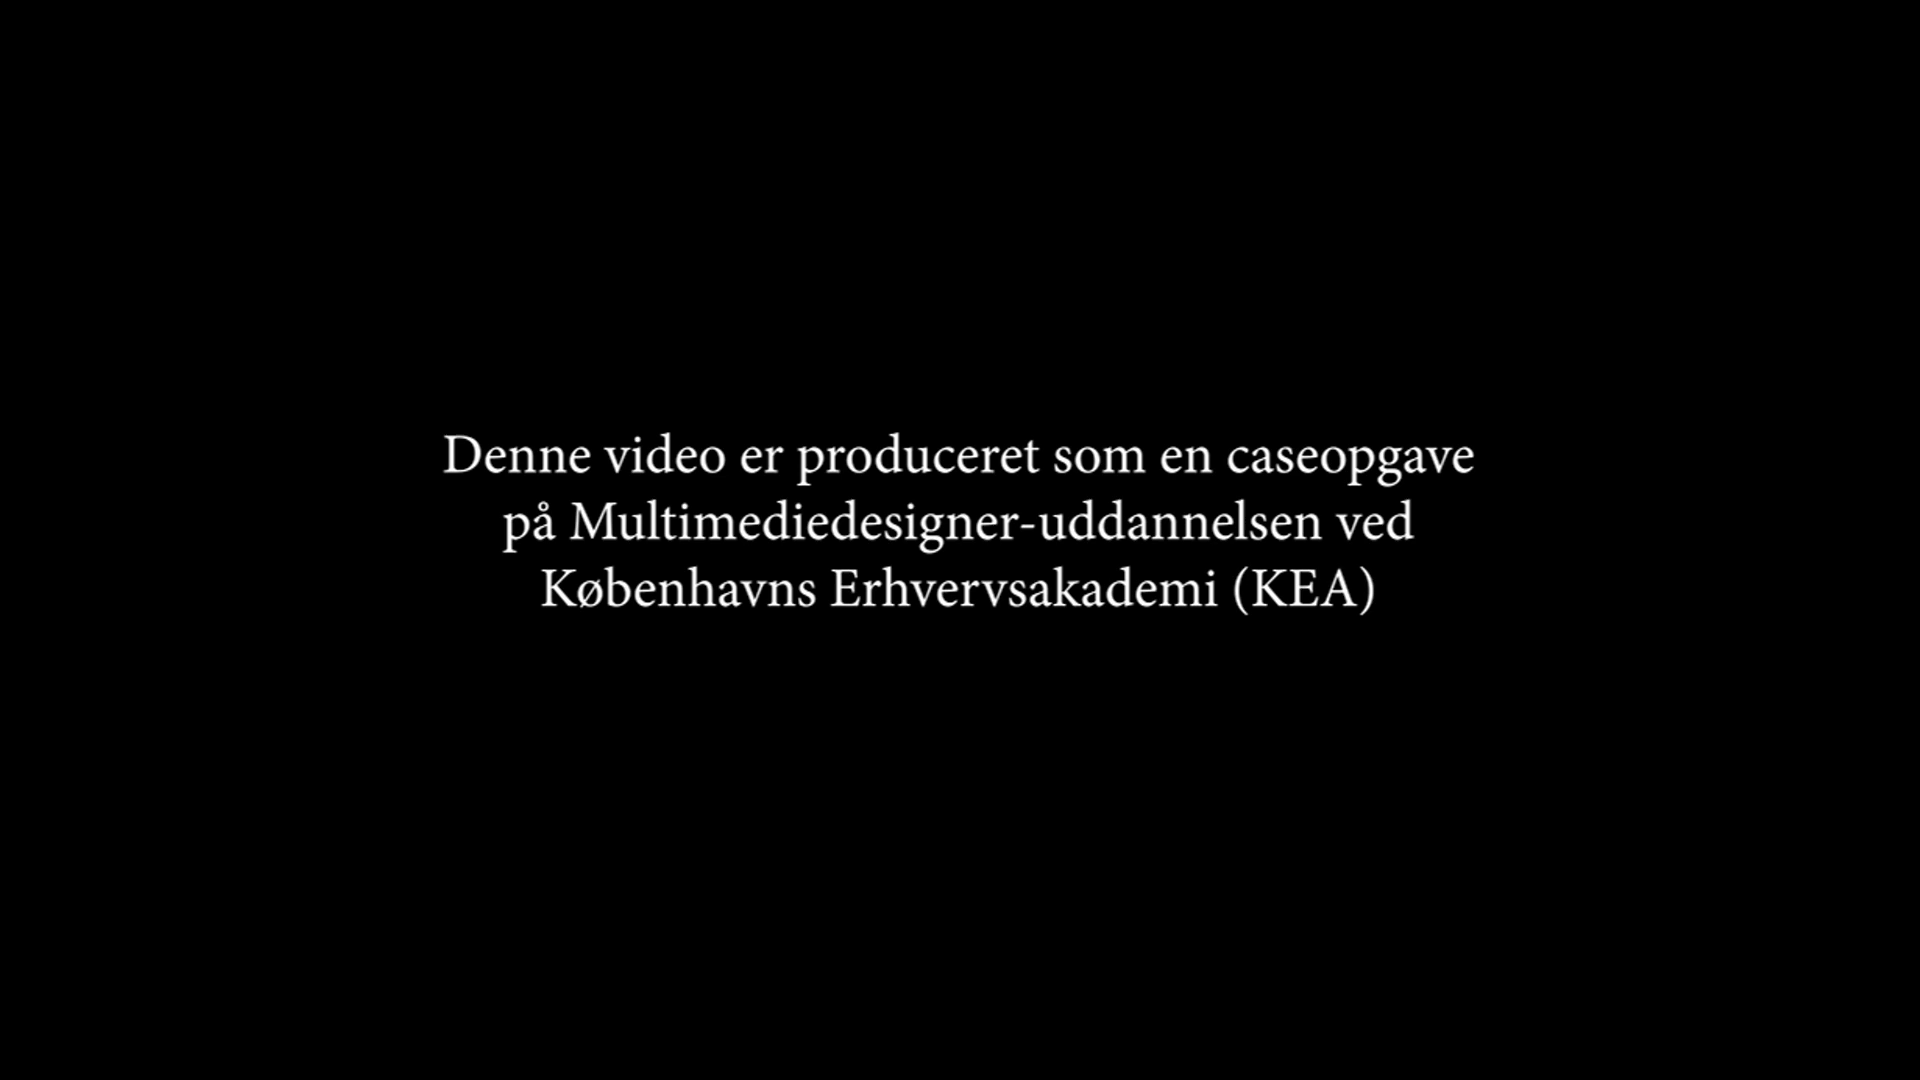 Denne video er produceret som en caseopgave
på Multimediedesigner-uddannelsen ved
Københavns Erhvervsakademi (KEA)